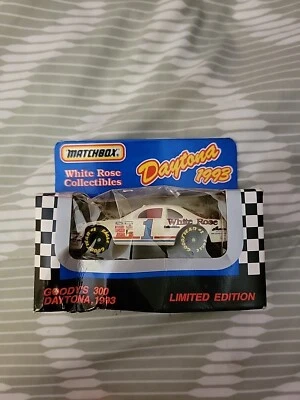 MATCHBOX
White Rose
Collectibles
Daytona
1993
White Rose
1
GOODY'S 300
DAYTONA, 1993
LIMITED EDITION